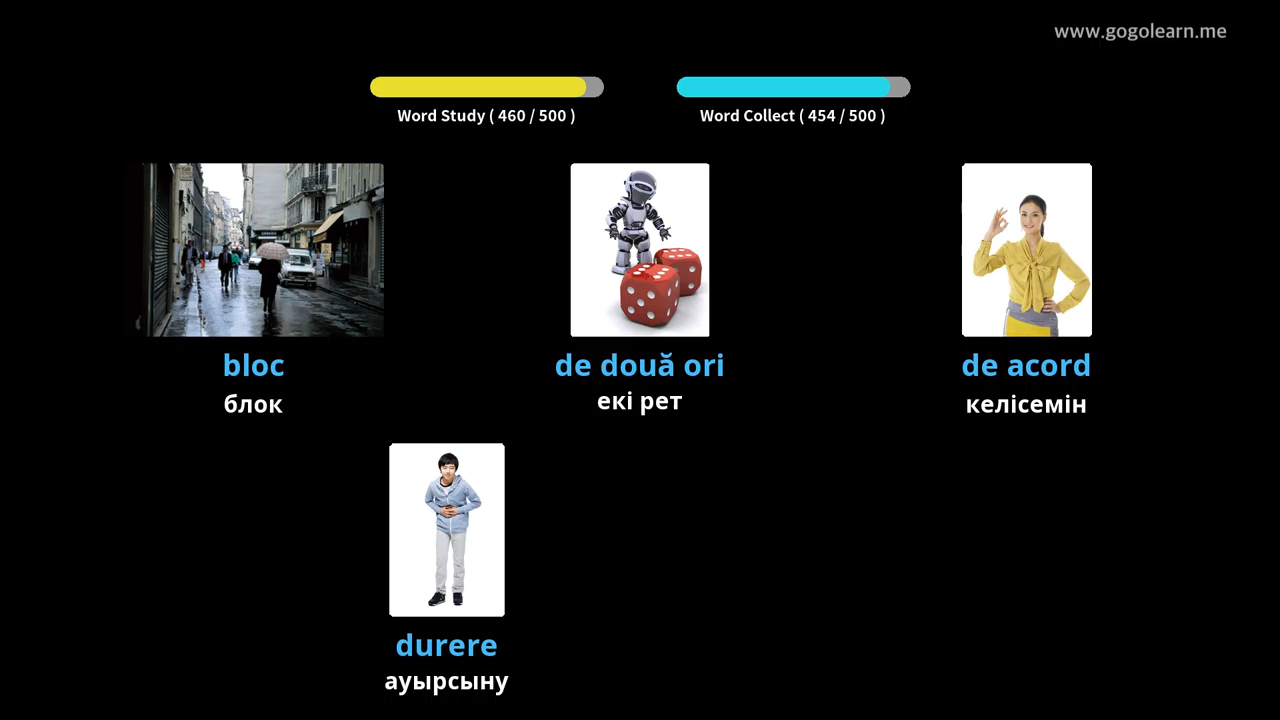 www.gogolearn.me
Word Study ( 460 / 500 )
Word Collect ( 454 / 500 )
bloc
блок
de două ori
екі рет
de acord
келісемін
durere
ауырсыну